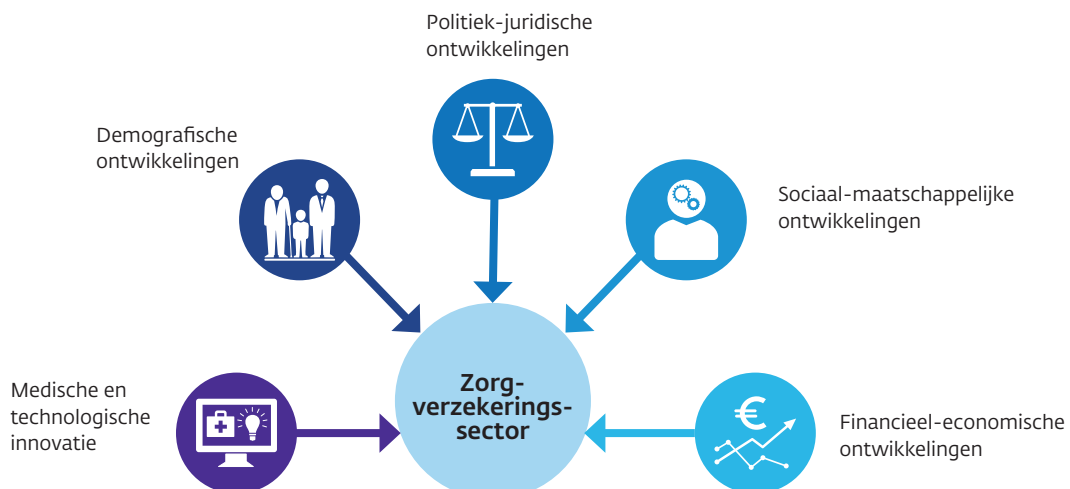 Politiek-juridische
ontwikkelingen
Demografische
ontwikkelingen
Sociaal-maatschappelijke
ontwikkelingen
Medische en
technologische
innovatie
Zorg-
verzekerings-
sector
€
Financieel-economische
ontwikkelingen